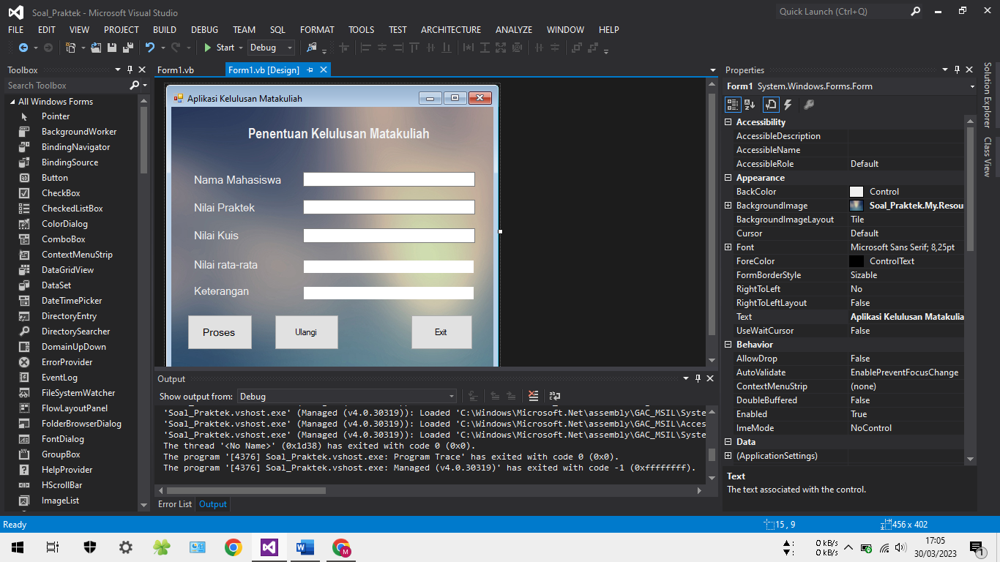 Soal_Praktek - Microsoft Visual Studio
Quick Launch (Ctrl+Q)
FILE EDIT VIEW PROJECT BUILD DEBUG TEAM SQL FORMAT TOOLS TEST ARCHITECTURE ANALYZE WINDOW HELP
Start Debug
Toolbox
Search Toolbox
All Windows Forms
Pointer
BackgroundWorker
BindingNavigator
BindingSource
Button
CheckBox
CheckedListBox
ColorDialog
ComboBox
ContextMenuStrip
DataGridView
DataSet
DateTimePicker
DirectoryEntry
DirectorySearcher
DomainUpDown
ErrorProvider
EventLog
FileSystemWatcher
FlowLayoutPanel
FolderBrowserDialog
FontDialog
GroupBox
HelpProvider
HScrollBar
ImageList
Form1.vb Form1.vb [Design]
Aplikasi Kelulusan Matakuliah
Penentuan Kelulusan Matakuliah
Nama Mahasiswa
Nilai Praktek
Nilai Kuis
Nilai rata-rata
Keterangan
Proses Ulangi Exit
Output
Show output from: Debug
'Soal_Praktek.vshost.exe' (Managed (v4.0.30319)): Loaded 'C:\Windows\Microsoft.Net\assembly\GAC_MSIL\Syste
'Soal_Praktek.vshost.exe' (Managed (v4.0.30319)): Loaded 'C:\Windows\Microsoft.Net\assembly\GAC_MSIL\Acces
'Soal_Praktek.vshost.exe' (Managed (v4.0.30319)): Loaded 'C:\Windows\Microsoft.Net\assembly\GAC_MSIL\Syste
The thread '<No Name>' (0x1d38) has exited with code 0 (0x0).
The program '[4376] Soal_Praktek.vshost.exe: Program Trace' has exited with code 0 (0x0).
The program '[4376] Soal_Praktek.vshost.exe: Managed (v4.0.30319)' has exited with code -1 (0xffffffff).
Error List Output
Properties
Form1 System.Windows.Forms.Form
Accessibility
AccessibleDescription
AccessibleName
AccessibleRole Default
Appearance
BackColor Control
BackgroundImage Soal_Praktek.My.Resou
BackgroundImageLayout Tile
Cursor Default
Font Microsoft Sans Serif; 8,25pt
ForeColor ControlText
FormBorderStyle Sizable
RightToLeft No
RightToLeftLayout False
Text Aplikasi Kelulusan Matakulia
UseWaitCursor False
Behavior
AllowDrop False
AutoValidate EnablePreventFocusChange
ContextMenuStrip (none)
DoubleBuffered False
Enabled True
ImeMode NoControl
Data
(ApplicationSettings)
Text
The text associated with the control.
Solution Explorer
Class View
Ready
15 , 9
456 x 402
0 kB/s
0 kB/s
17:05
30/03/2023
1